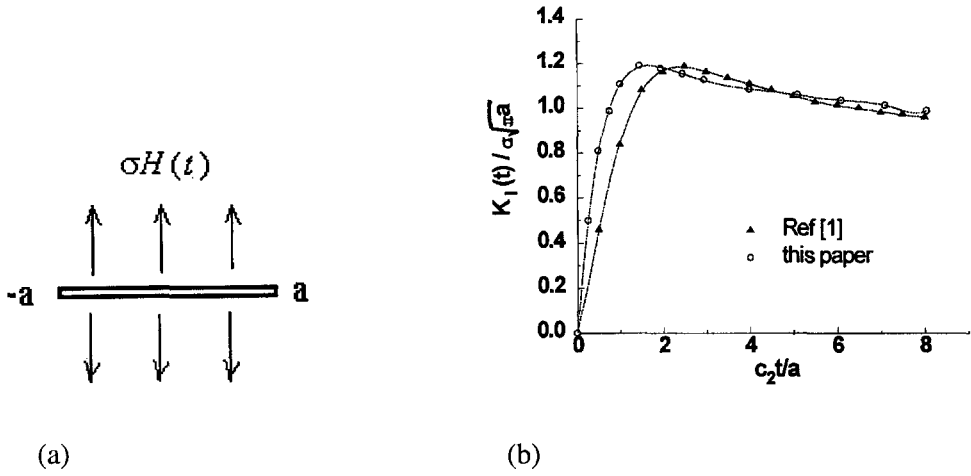 σH(t)
-a
a
(a)
1.4
1.2
1.0
0.8
0.6
0.4
0.2
0.0
K_I(t) / α√πa
Ref [1]
this paper
0
2
4
6
8
c₂t/a
(b)